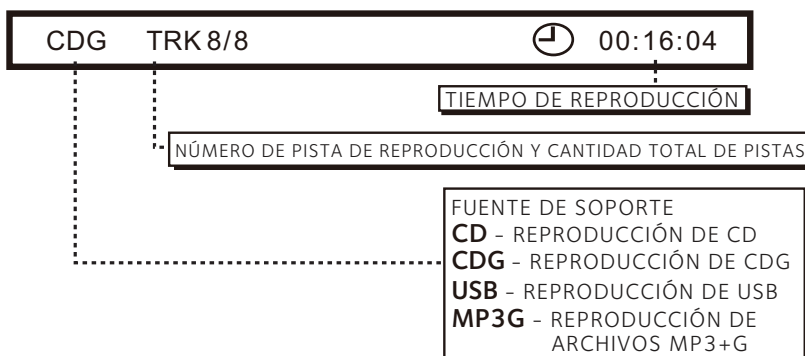 CDG TRK 8/8 00:16:04
TIEMPO DE REPRODUCCIÓN
NÚMERO DE PISTA DE REPRODUCCIÓN Y CANTIDAD TOTAL DE PISTAS
FUENTE DE SOPORTE
CD – REPRODUCCIÓN DE CD
CDG – REPRODUCCIÓN DE CDG
USB – REPRODUCCIÓN DE USB
MP3G – REPRODUCCIÓN DE
ARCHIVOS MP3+G